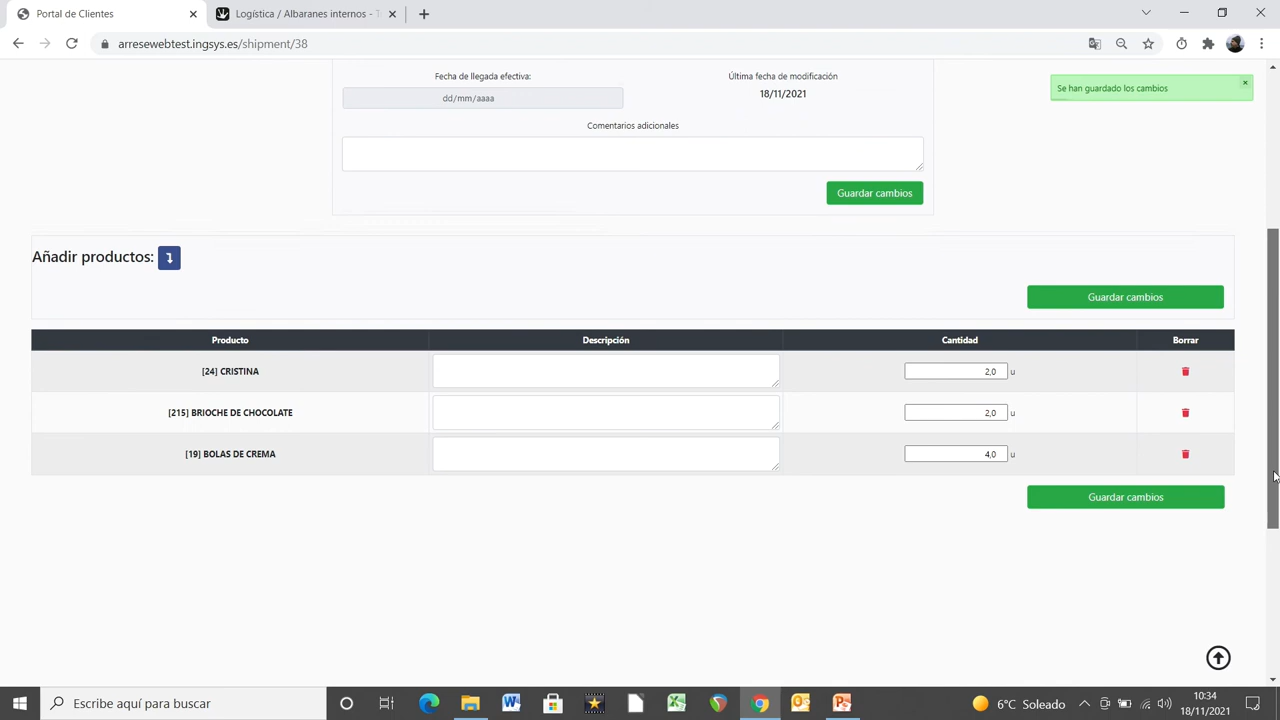 Portal de Clientes
Logística / Albaranes internos - T
arresewebtest.ingsys.es/shipment/38
Fecha de llegada efectiva:
Última fecha de modificación
dd/mm/aaaa
18/11/2021
Se han guardado los cambios
Comentarios adicionales
Guardar cambios
Añadir productos:
Guardar cambios
Producto Descripción Cantidad Borrar
[24] CRISTINA 2,0 u
[215] BRIOCHE DE CHOCOLATE 2,0 u
[19] BOLAS DE CREMA 4,0 u
Guardar cambios
Escribe aquí para buscar
6°C Soleado
10:34
18/11/2021